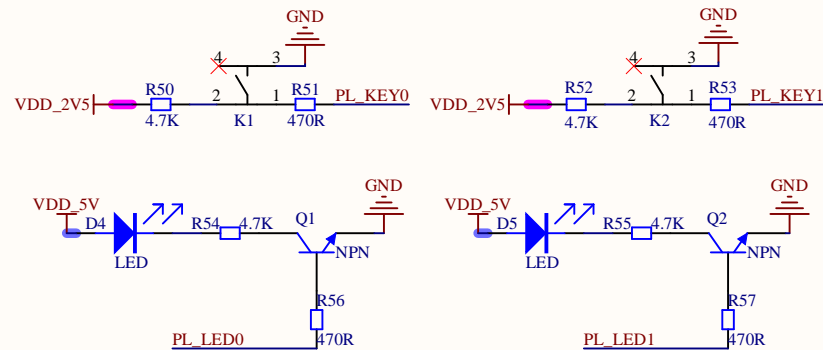 GND
4 3
R50 R51
VDD_2V5 2 1 PL_KEY0
4.7K K1 470R
GND
4 3
R52 R53
VDD_2V5 2 1 PL_KEY1
4.7K K2 470R
GND
VDD_5V
D4 R54 4.7K Q1
LED NPN
R56
PL_LED0 470R
GND
VDD_5V
D5 R55 4.7K Q2
LED NPN
R57
PL_LED1 470R